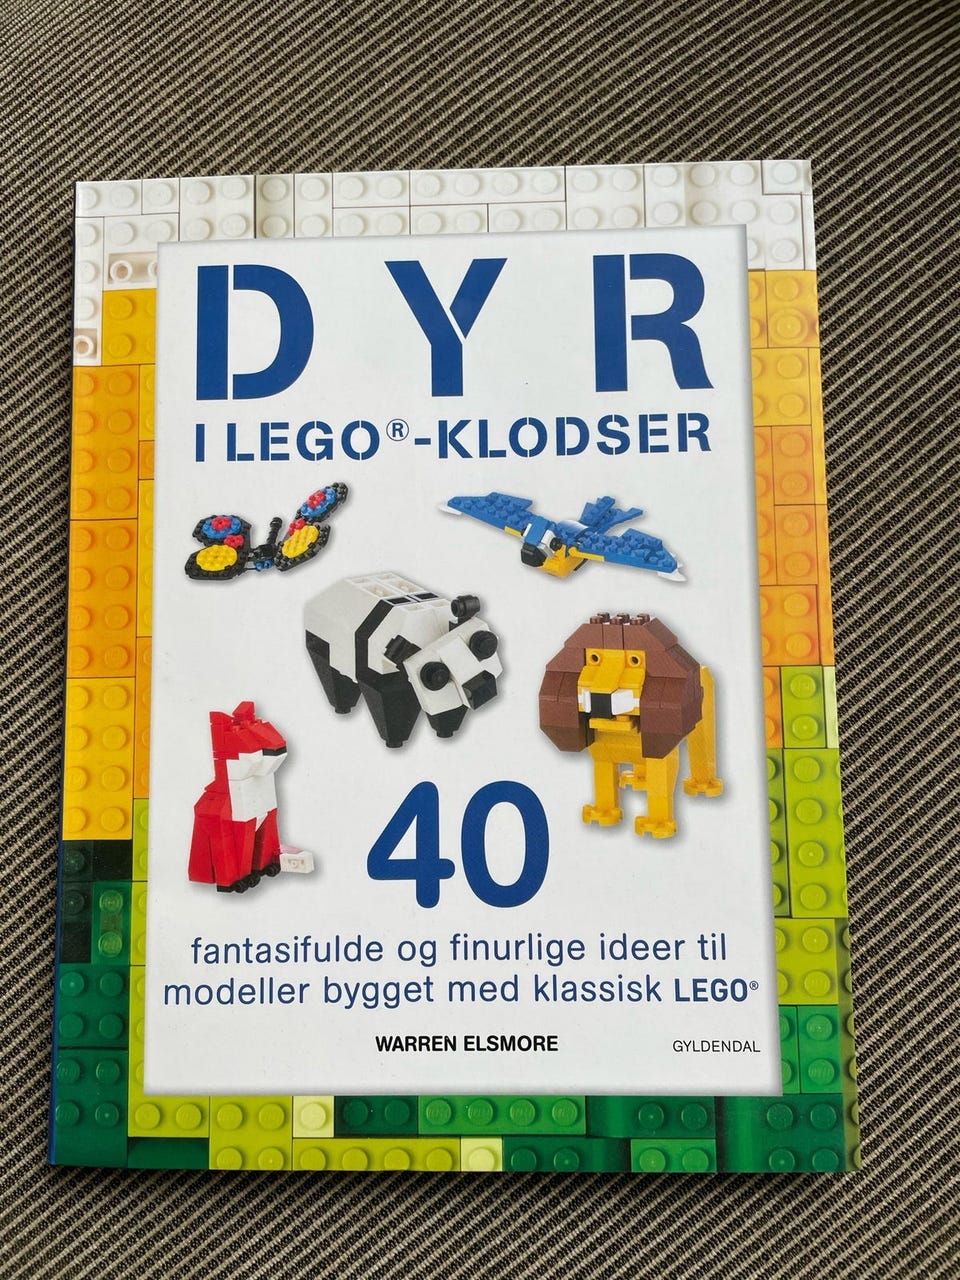 DYR
I LEGO®-KLODSER
40
fantasifulde og finurlige ideer til
modeller bygget med klassisk LEGO®
WARREN ELSMORE
GYLDENDAL